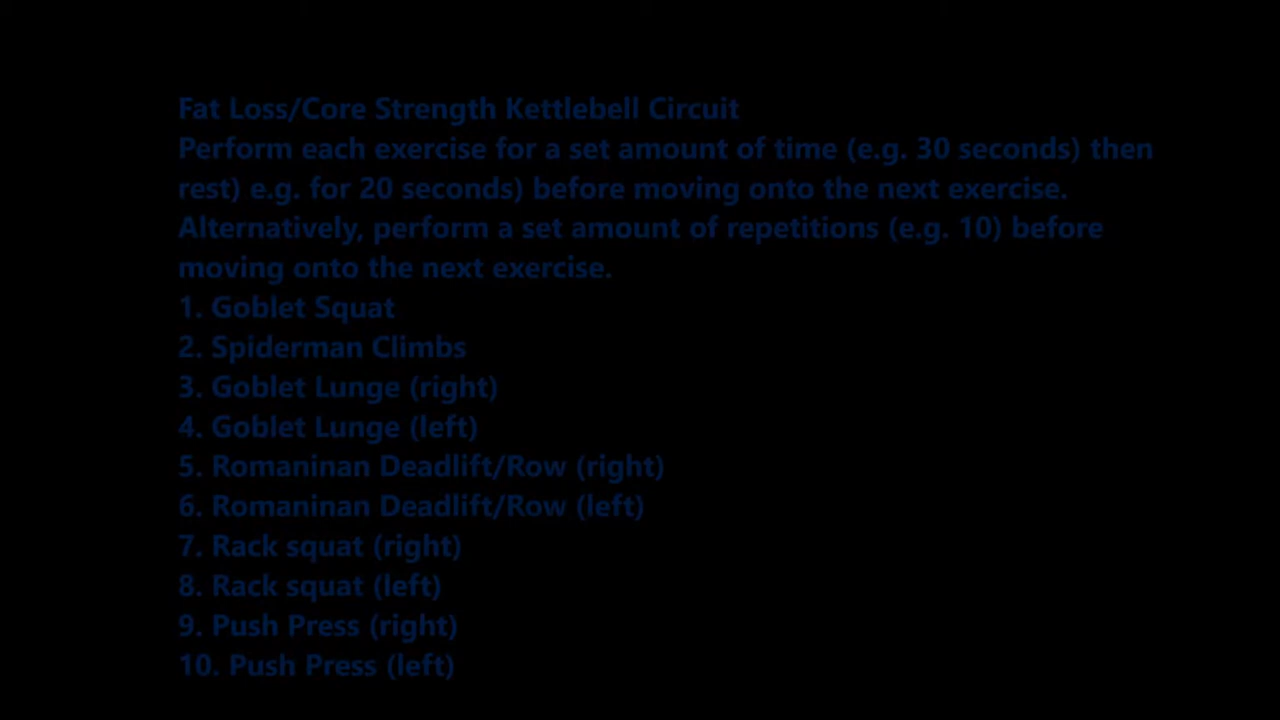 Fat Loss/Core Strength Kettlebell Circuit
Perform each exercise for a set amount of time (e.g. 30 seconds) then
rest) e.g. for 20 seconds) before moving onto the next exercise.
Alternatively, perform a set amount of repetitions (e.g. 10) before
moving onto the next exercise.
1. Goblet Squat
2. Spiderman Climbs
3. Goblet Lunge (right)
4. Goblet Lunge (left)
5. Romaninan Deadlift/Row (right)
6. Romaninan Deadlift/Row (left)
7. Rack squat (right)
8. Rack squat (left)
9. Push Press (right)
10. Push Press (left)